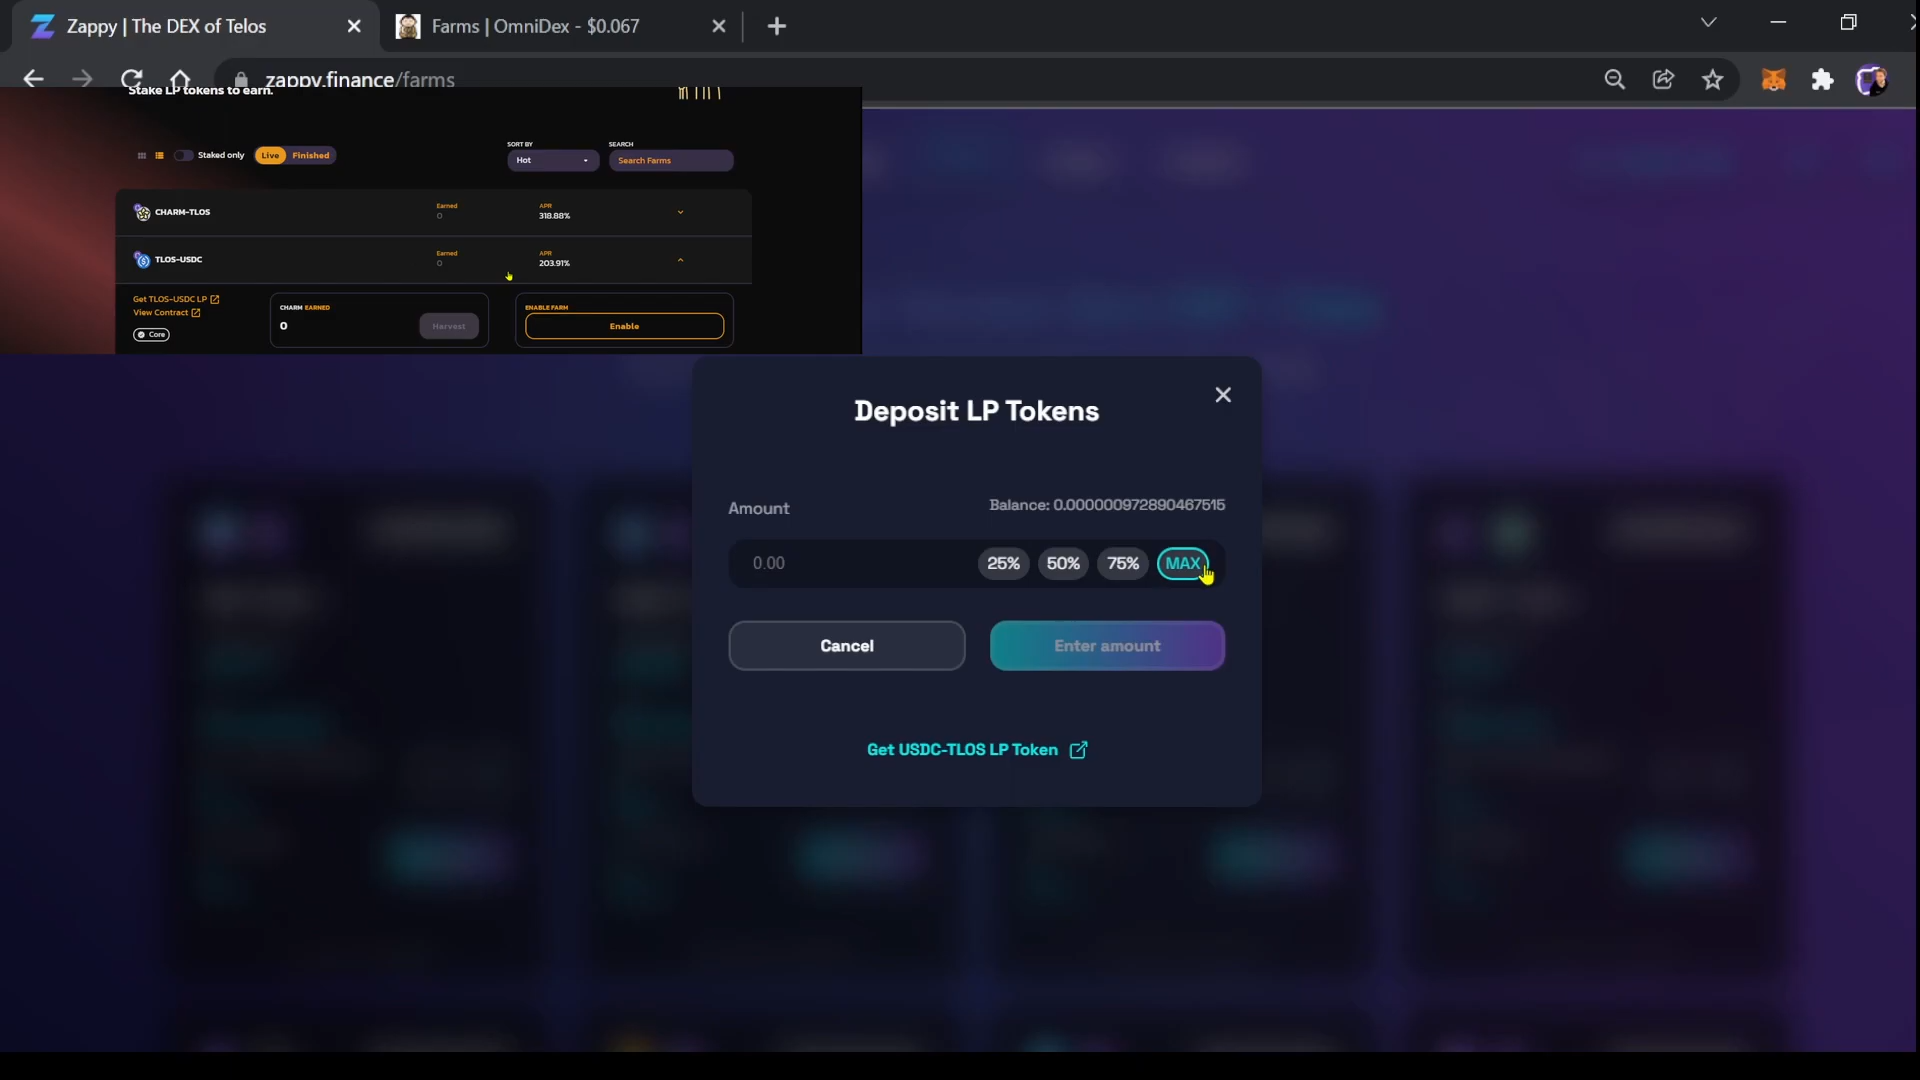 Zappy | The DEX of Telos
Farms | OmniDex - $0.067
zappy.finance/farms
Stake LP tokens to earn.
Staked only
Live
Finished
SORT BY
Hot
SEARCH
Search Farms
CHARM-TLOS
Earned
0
APR
318.88%
TLOS-USDC
Earned
0
APR
203.91%
Get TLOS-USDC LP
View Contract
Core
CHARM EARNED
0
Harvest
ENABLE FARM
Enable
Deposit LP Tokens
Amount
Balance: 0.000000972890467515
0.00
25%
50%
75%
MAX
Cancel
Enter amount
Get USDC-TLOS LP Token